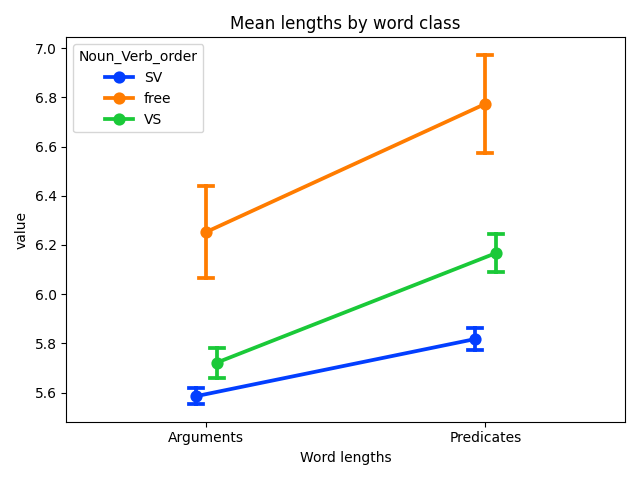 Mean lengths by word class
Noun_Verb_order
SV
free
VS
value
7.0
6.8
6.6
6.4
6.2
6.0
5.8
5.6
Arguments
Predicates
Word lengths